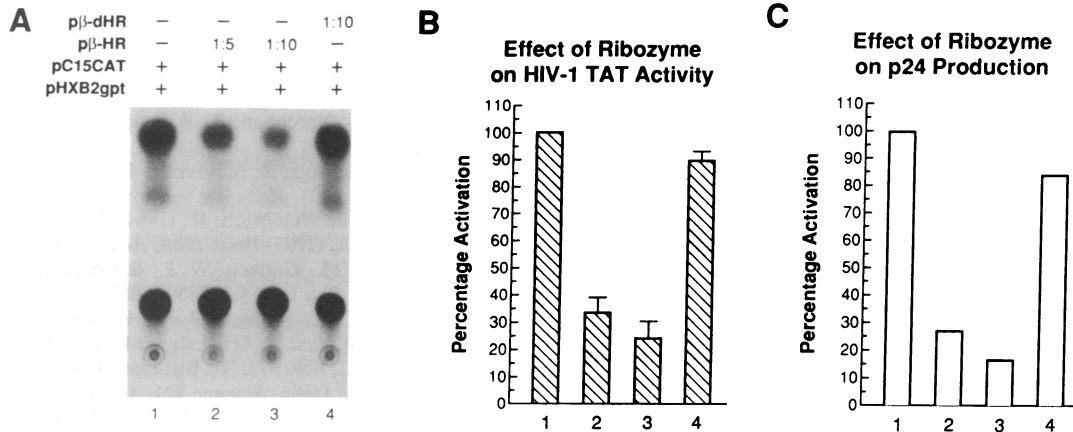 A
pβ-dHR – – – 1:10
pβ-HR – 1:5 1:10 –
pC15CAT + + + +
pHXB2gpt + + + +
1 2 3 4
B
Effect of Ribozyme
on HIV-1 TAT Activity
Percentage Activation
110
100
90
80
70
60
50
40
30
20
10
0
1 2 3 4
C
Effect of Ribozyme
on p24 Production
Percentage Activation
110
100
90
80
70
60
50
40
30
20
10
0
1 2 3 4